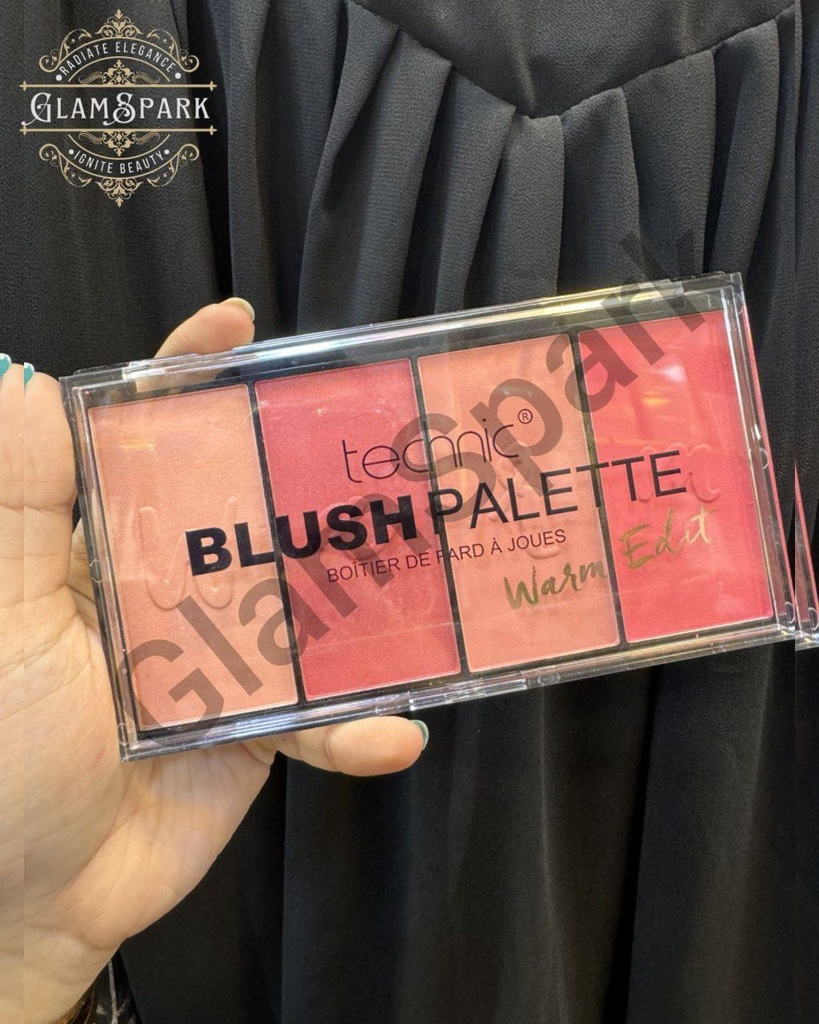 RADIATE ELEGANCE
GLAMSPARK
IGNITE BEAUTY
technic®
BLUSH PALETTE
BOÎTIER DE FARD À JOUES
Warm Edit
GlamSpark